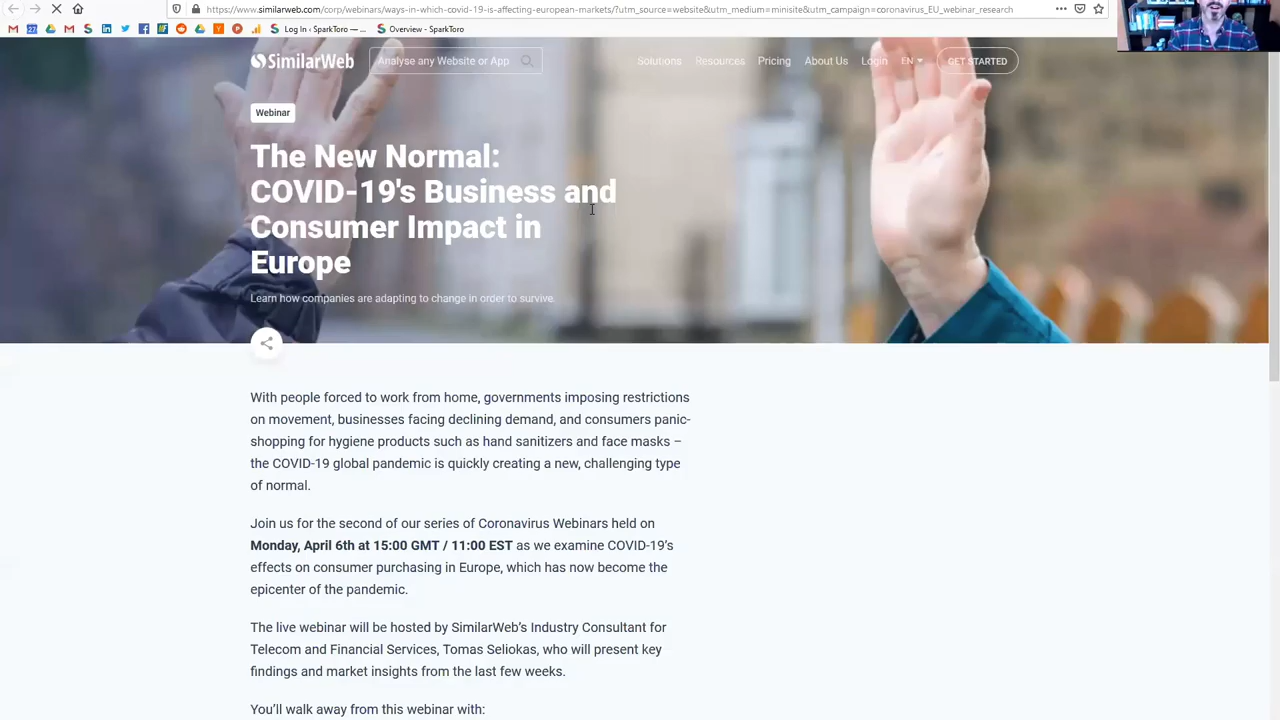 https://www.similarweb.com/corp/webinars/ways-in-which-covid-19-is-affecting-european-markets/?utm_source=website&utm_medium=minisite&utm_campaign=coronavirus_EU_webinar_research
Log In ‹ SparkToro —...
Overview - SparkToro
SimilarWeb
Analyse any Website or App
Solutions
Resources
Pricing
About Us
Login
EN
GET STARTED
Webinar
The New Normal:
COVID-19's Business and
Consumer Impact in
Europe
Learn how companies are adapting to change in order to survive.
With people forced to work from home, governments imposing restrictions
on movement, businesses facing declining demand, and consumers panic-
shopping for hygiene products such as hand sanitizers and face masks –
the COVID-19 global pandemic is quickly creating a new, challenging type
of normal.
Join us for the second of our series of Coronavirus Webinars held on
Monday, April 6th at 15:00 GMT / 11:00 EST as we examine COVID-19’s
effects on consumer purchasing in Europe, which has now become the
epicenter of the pandemic.
The live webinar will be hosted by SimilarWeb’s Industry Consultant for
Telecom and Financial Services, Tomas Seliokas, who will present key
findings and market insights from the last few weeks.
You’ll walk away from this webinar with: